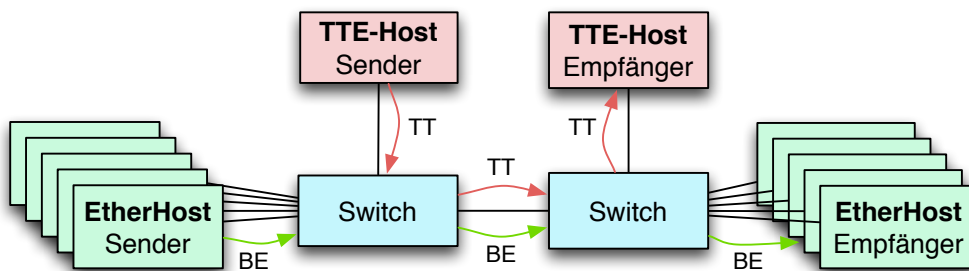 TTE-Host
Sender
TTE-Host
Empfänger
TT
TT
TT
EtherHost
Sender
Switch
Switch
EtherHost
Empfänger
BE
BE
BE